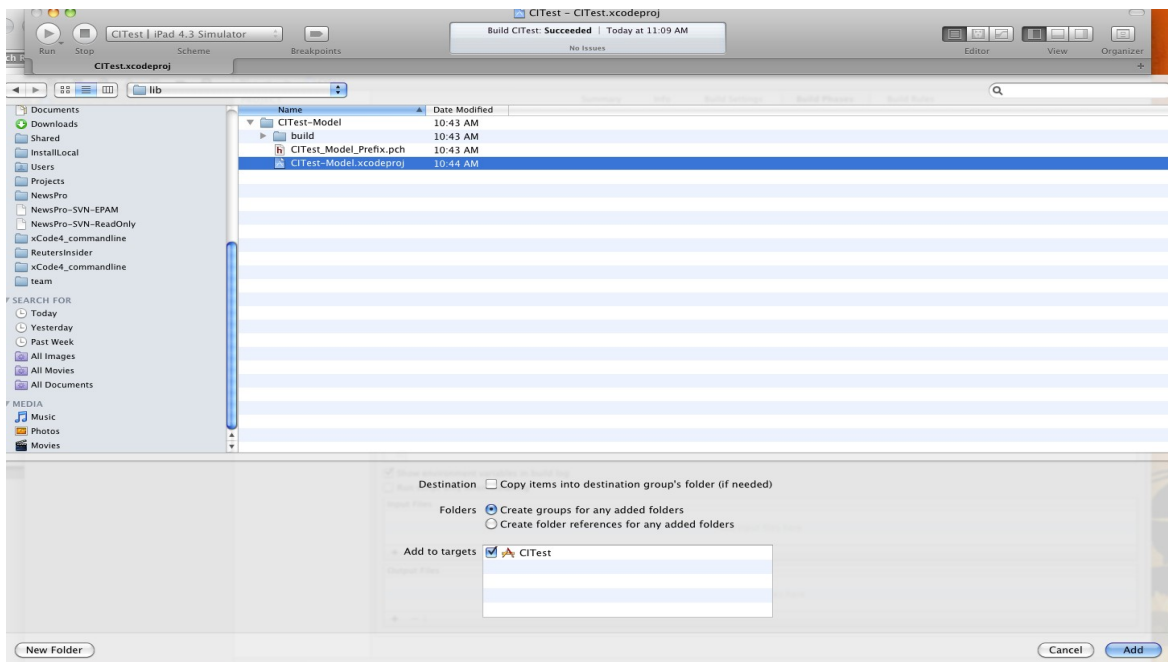 CITest - CITest.xcodeproj
CITest | iPad 4.3 Simulator
Build CITest: Succeeded | Today at 11:09 AM
No Issues
Run Stop Scheme Breakpoints Editor View Organizer
CITest.xcodeproj
lib
Name Date Modified
Documents
Downloads
Shared
InstallLocal
Users
Projects
NewsPro
NewsPro-SVN-EPAM
NewsPro-SVN-ReadOnly
xCode4_commandline
ReutersInsider
xCode4_commandline
team
SEARCH FOR
Today
Yesterday
Past Week
All Images
All Movies
All Documents
MEDIA
Music
Photos
Movies
CITest-Model 10:43 AM
build 10:43 AM
CITest_Model_Prefix.pch 10:43 AM
CITest-Model.xcodeproj 10:44 AM
Destination Copy items into destination group's folder (if needed)
Folders Create groups for any added folders
Create folder references for any added folders
Add to targets CITest
New Folder Cancel Add